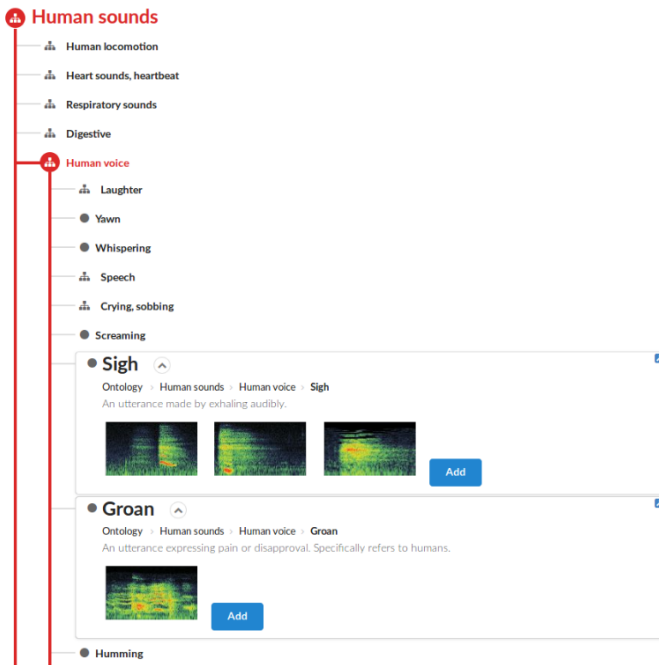 Human sounds
Human locomotion
Heart sounds, heartbeat
Respiratory sounds
Digestive
Human voice
Laughter
Yawn
Whispering
Speech
Crying, sobbing
Screaming
Sigh
Ontology › Human sounds › Human voice › Sigh
An utterance made by exhaling audibly.
Add
Groan
Ontology › Human sounds › Human voice › Groan
An utterance expressing pain or disapproval. Specifically refers to humans.
Add
Humming